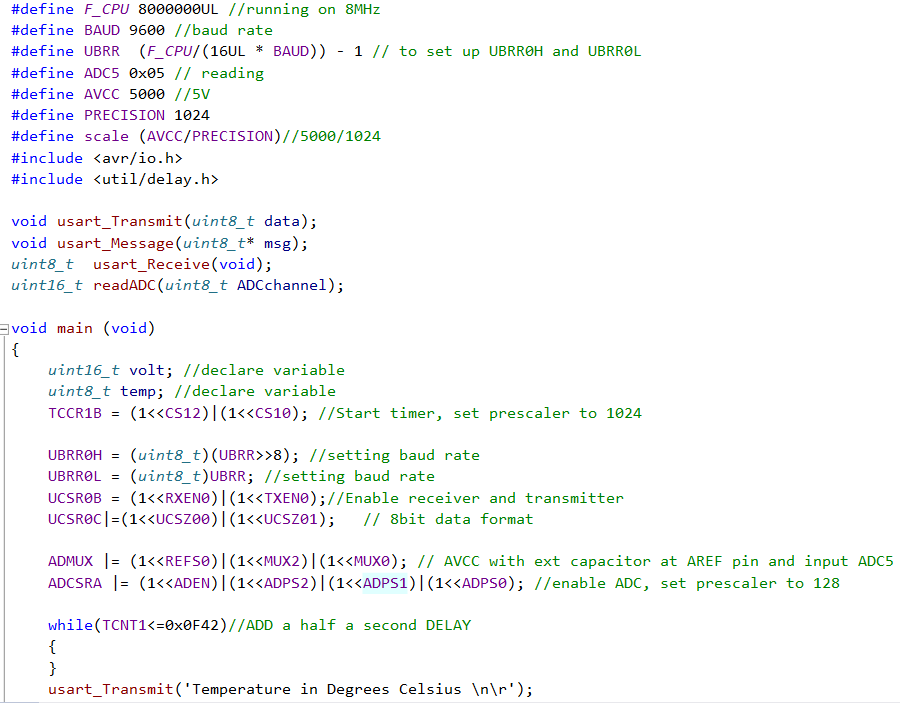 #define F_CPU 8000000UL //running on 8MHz
#define BAUD 9600 //baud rate
#define UBRR  (F_CPU/(16UL * BAUD)) - 1 // to set up UBRR0H and UBRR0L
#define ADC5 0x05 // reading
#define AVCC 5000 //5V
#define PRECISION 1024
#define scale (AVCC/PRECISION)//5000/1024
#include <avr/io.h>
#include <util/delay.h>
void usart_Transmit(uint8_t data);
void usart_Message(uint8_t* msg);
uint8_t  usart_Receive(void);
uint16_t readADC(uint8_t ADCchannel);
void main (void)
{
    uint16_t volt; //declare variable
    uint8_t temp; //declare variable
    TCCR1B = (1<<CS12)|(1<<CS10); //Start timer, set prescaler to 1024
    UBRR0H = (uint8_t)(UBRR>>8); //setting baud rate
    UBRR0L = (uint8_t)UBRR; //setting baud rate
    UCSR0B = (1<<RXEN0)|(1<<TXEN0);//Enable receiver and transmitter
    UCSR0C|=(1<<UCSZ00)|(1<<UCSZ01);   // 8bit data format
    ADMUX |= (1<<REFS0)|(1<<MUX2)|(1<<MUX0); // AVCC with ext capacitor at AREF pin and input ADC5
    ADCSRA |= (1<<ADEN)|(1<<ADPS2)|(1<<ADPS1)|(1<<ADPS0); //enable ADC, set prescaler to 128
    while(TCNT1<=0x0F42)//ADD a half a second DELAY
    {
    }
    usart_Transmit('Temperature in Degrees Celsius \n\r');